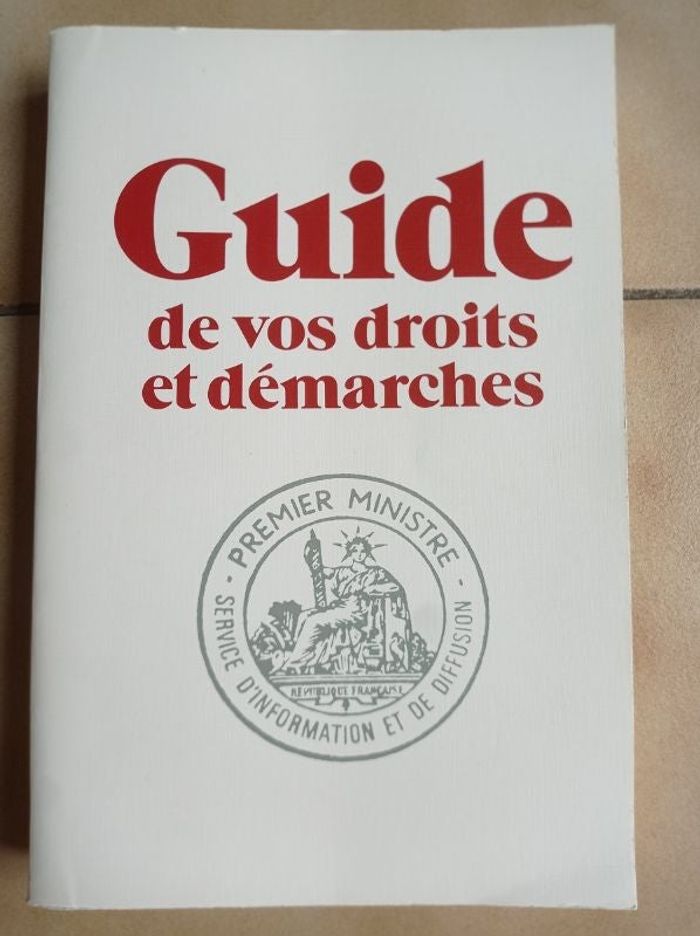 Guide
de vos droits
et démarches
- PREMIER MINISTRE -
SERVICE D'INFORMATION ET DE DIFFUSION
RÉPUBLIQUE FRANÇAISE